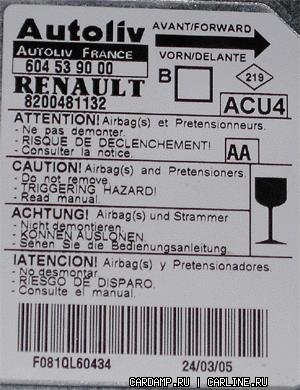 Autoliv
AVANT/FORWARD
AUTOLIV FRANCE
VORN/DELANTE
604 53 90 00
B
219
RENAULT
8200481132
ACU4
ATTENTION! Airbag(s) et Pretensionneurs.
- Ne pas demonter.
- RISQUE DE DECLENCHEMENT!
- Consulter la notice.
AA
CAUTION! Airbag(s) and Pretensioners.
- Do not remove.
- TRIGGERING HAZARD!
- Read manual.
ACHTUNG! Airbag(s) und Strammer
- Nicht demontieren.
- KONNEN AUSLOSEN.
- Sehen Sie die Bedienungsanleitung.
IATENCION! Airbag(s) y Pretensionadores.
- No desmontar.
- RIESGO DE DISPARO.
- Consulte el manual.
F081QL60434
24/03/05
CARDAMP.RU | CARLINE.RU